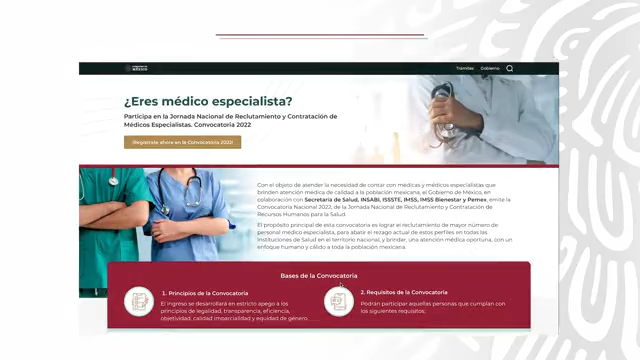 GOBIERNO DE
MÉXICO
Trámites Gobierno
¿Eres médico especialista?
Participa en la Jornada Nacional de Reclutamiento y Contratación de
Médicos Especialistas. Convocatoria 2022
¡Regístrate ahora en la Convocatoria 2022!
Con el objeto de atender la necesidad de contar con médicas y médicos especialistas que
brinden atención médica de calidad a la población mexicana, el Gobierno de México, en
colaboración con Secretaria de Salud, INSABI, ISSSTE, IMSS, IMSS Bienestar y Pemex, emite la
Convocatoria Nacional 2022, de la Jornada Nacional de Reclutamiento y Contratación de
Recursos Humanos para la Salud.
El propósito principal de esta convocatoria es lograr el reclutamiento de mayor número de
personal médico especialista, para abatir el rezago actual de estos perfiles en todas las
Instituciones de Salud en el territorio nacional, y brindar, una atención médica oportuna, con un
enfoque humano y cálido a toda la población mexicana.
Bases de la Convocatoria
1. Principios de la Convocatoria
El ingreso se desarrollará en estricto apego a los
principios de legalidad, transparencia, eficiencia,
objetividad, calidad imparcialidad y equidad de género.
2. Requisitos de la Convocatoria
Podrán participar aquellas personas que cumplan con
los siguientes requisitos: